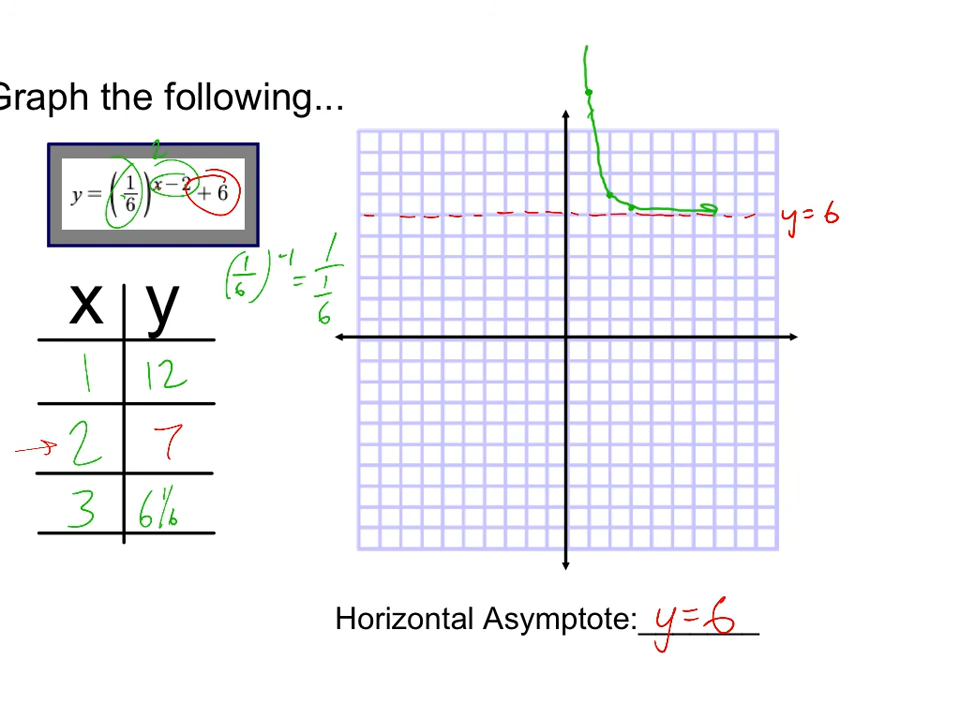 Graph the following...
2
y = (1/6)^(x−2) + 6
(1/6)^-1 = 1/(1/6)
y = 6
x y
1 12
2 7
3 6 1/6
Horizontal Asymptote: y = 6